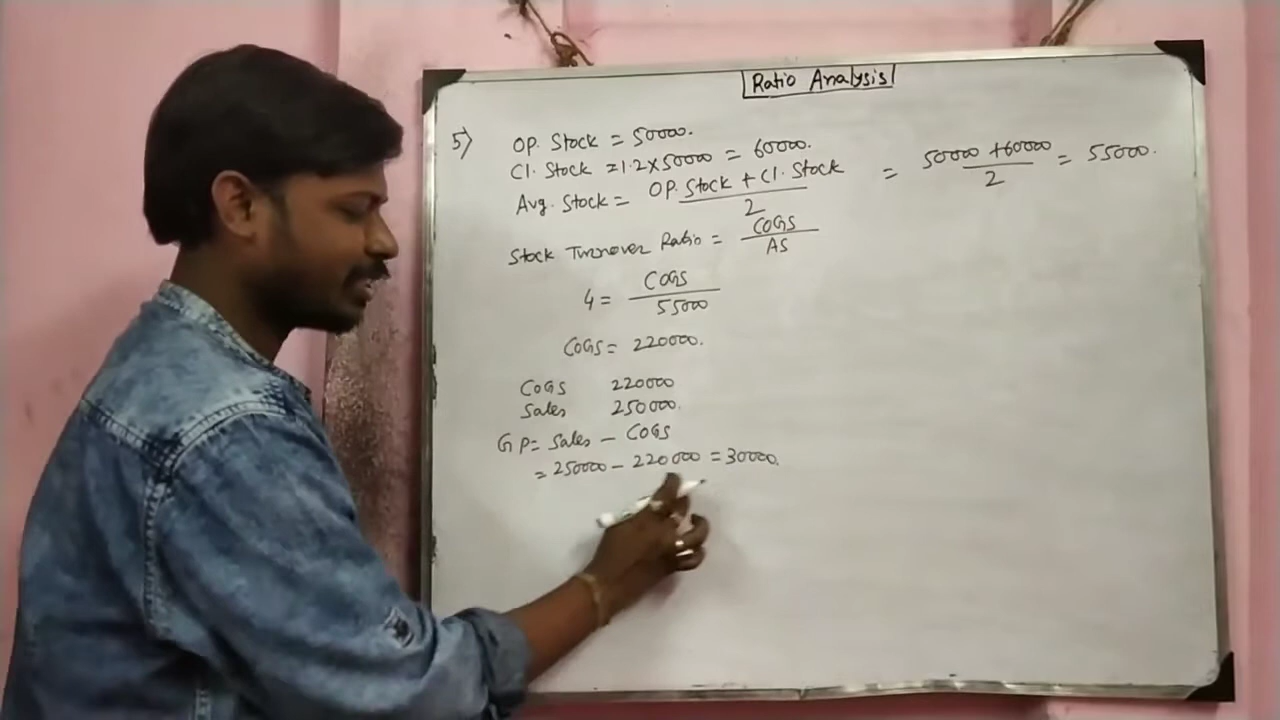 Ratio Analysis
5) OP. Stock = 50000.
Cl. Stock = 1.2×50000 = 60000.
Avg. Stock = OP. Stock + Cl. Stock / 2 = 50000 + 60000 / 2 = 55000.
Stock Turnover Ratio = COGS / AS
4 = COGS / 55000
COGS = 220000.
COGS 220000
Sales 250000.
GP = Sales - COGS
= 250000 - 220000 = 30000.